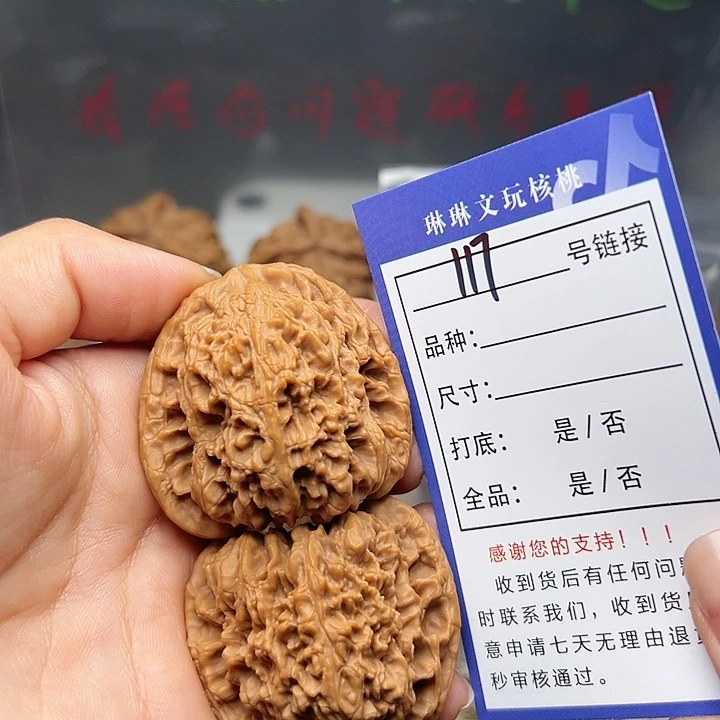 琳琳文玩核桃
117号链接
品种：
尺寸：
打底： 是/否
全品： 是/否
感谢您的支持！！！
收到货后有任何问
时联系我们，收到货
意申请七天无理由退
秒审核通过。